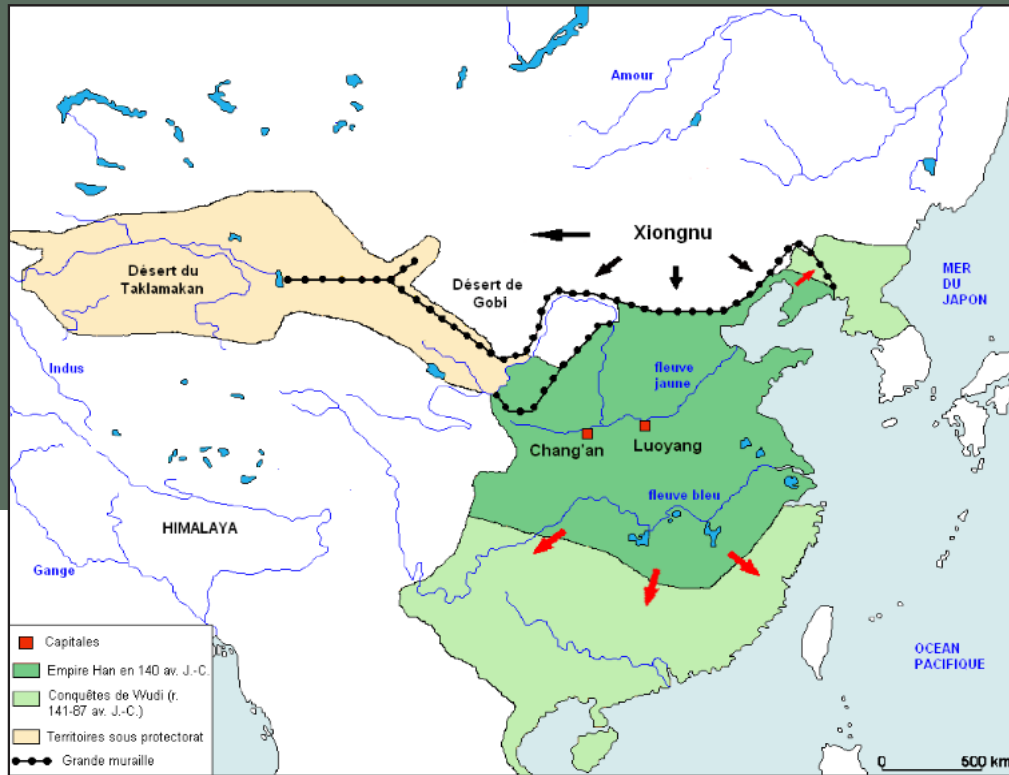 Amour
Xiongnu
MER
DU
JAPON
Désert du
Taklamakan
Désert de
Gobi
Indus
fleuve
jaune
Chang'an
Luoyang
fleuve bleu
HIMALAYA
Gange
Capitales
Empire Han en 140 av. J.-C.
Conquêtes de Wudi (r.
141-87 av. J.-C.)
Territoires sous protectorat
Grande muraille
OCEAN
PACIFIQUE
0 500 km